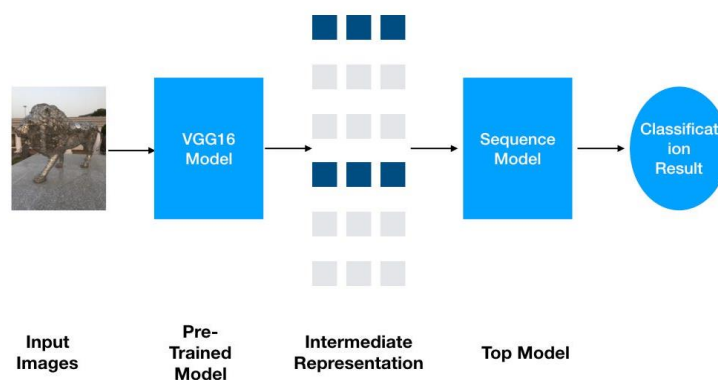 VGG16
Model
Sequence
Model
Classificat
ion
Result
Input
Images
Pre-
Trained
Model
Intermediate
Representation
Top Model